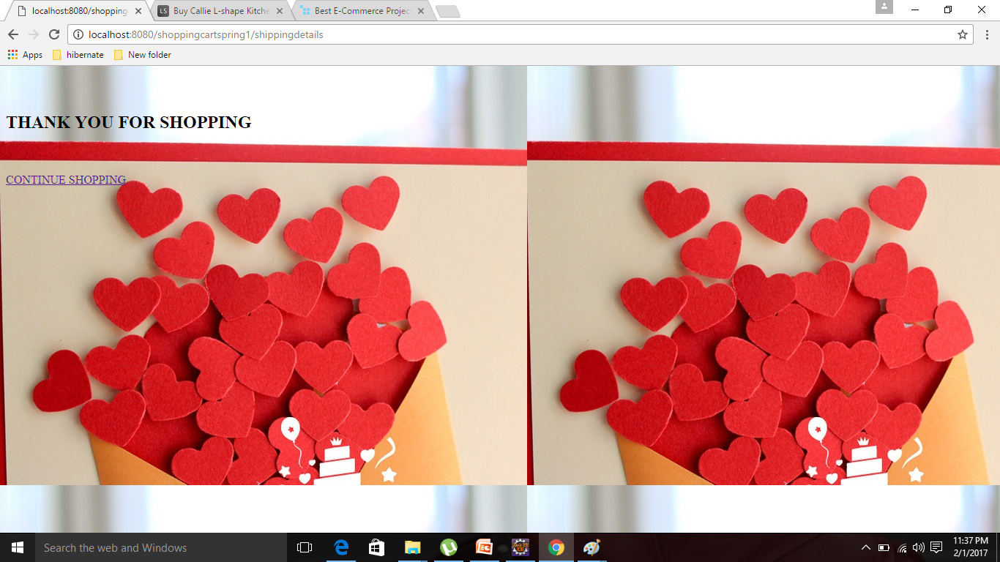 localhost:8080/shopping
LS Buy Callie L-shape Kitche
Best E-Commerce Projec
localhost:8080/shoppingcartspring1/shippingdetails
Apps hibernate New folder
THANK YOU FOR SHOPPING
CONTINUE SHOPPING
Search the web and Windows
11:37 PM
2/1/2017